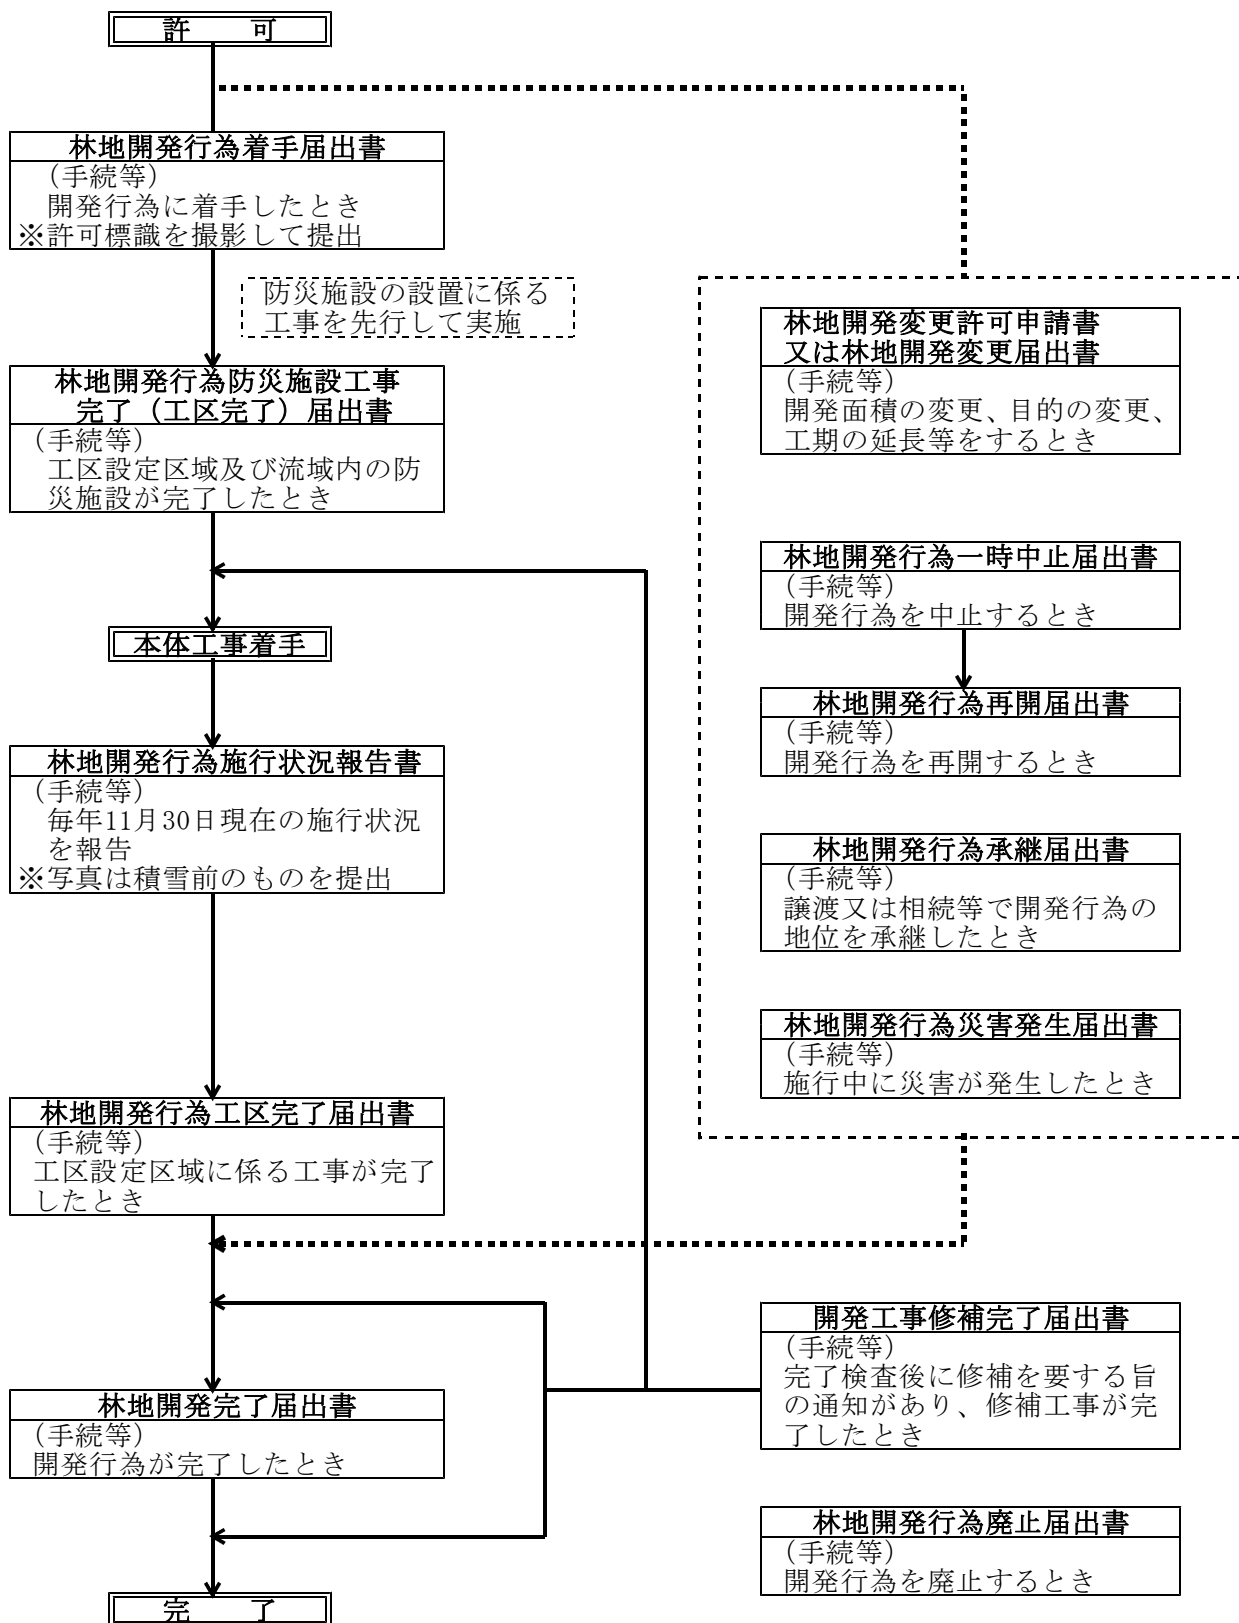 許　　可
林地開発行為着手届出書
（手続等）
開発行為に着手したとき
※許可標識を撮影して提出
防災施設の設置に係る
工事を先行して実施
林地開発行為防災施設工事
完了（工区完了）届出書
（手続等）
工区設定区域及び流域内の防
災施設が完了したとき
本体工事着手
林地開発行為施行状況報告書
（手続等）
毎年11月30日現在の施行状況
を報告
※写真は積雪前のものを提出
林地開発行為工区完了届出書
（手続等）
工区設定区域に係る工事が完了
したとき
林地開発完了届出書
（手続等）
開発行為が完了したとき
完　　了
林地開発変更許可申請書
又は林地開発変更届出書
（手続等）
開発面積の変更、目的の変更、
工期の延長等をするとき
林地開発行為一時中止届出書
（手続等）
開発行為を中止するとき
林地開発行為再開届出書
（手続等）
開発行為を再開するとき
林地開発行為承継届出書
（手続等）
譲渡又は相続等で開発行為の
地位を承継したとき
林地開発行為災害発生届出書
（手続等）
施行中に災害が発生したとき
開発工事修補完了届出書
（手続等）
完了検査後に修補を要する旨
の通知があり、修補工事が完
了したとき
林地開発行為廃止届出書
（手続等）
開発行為を廃止するとき